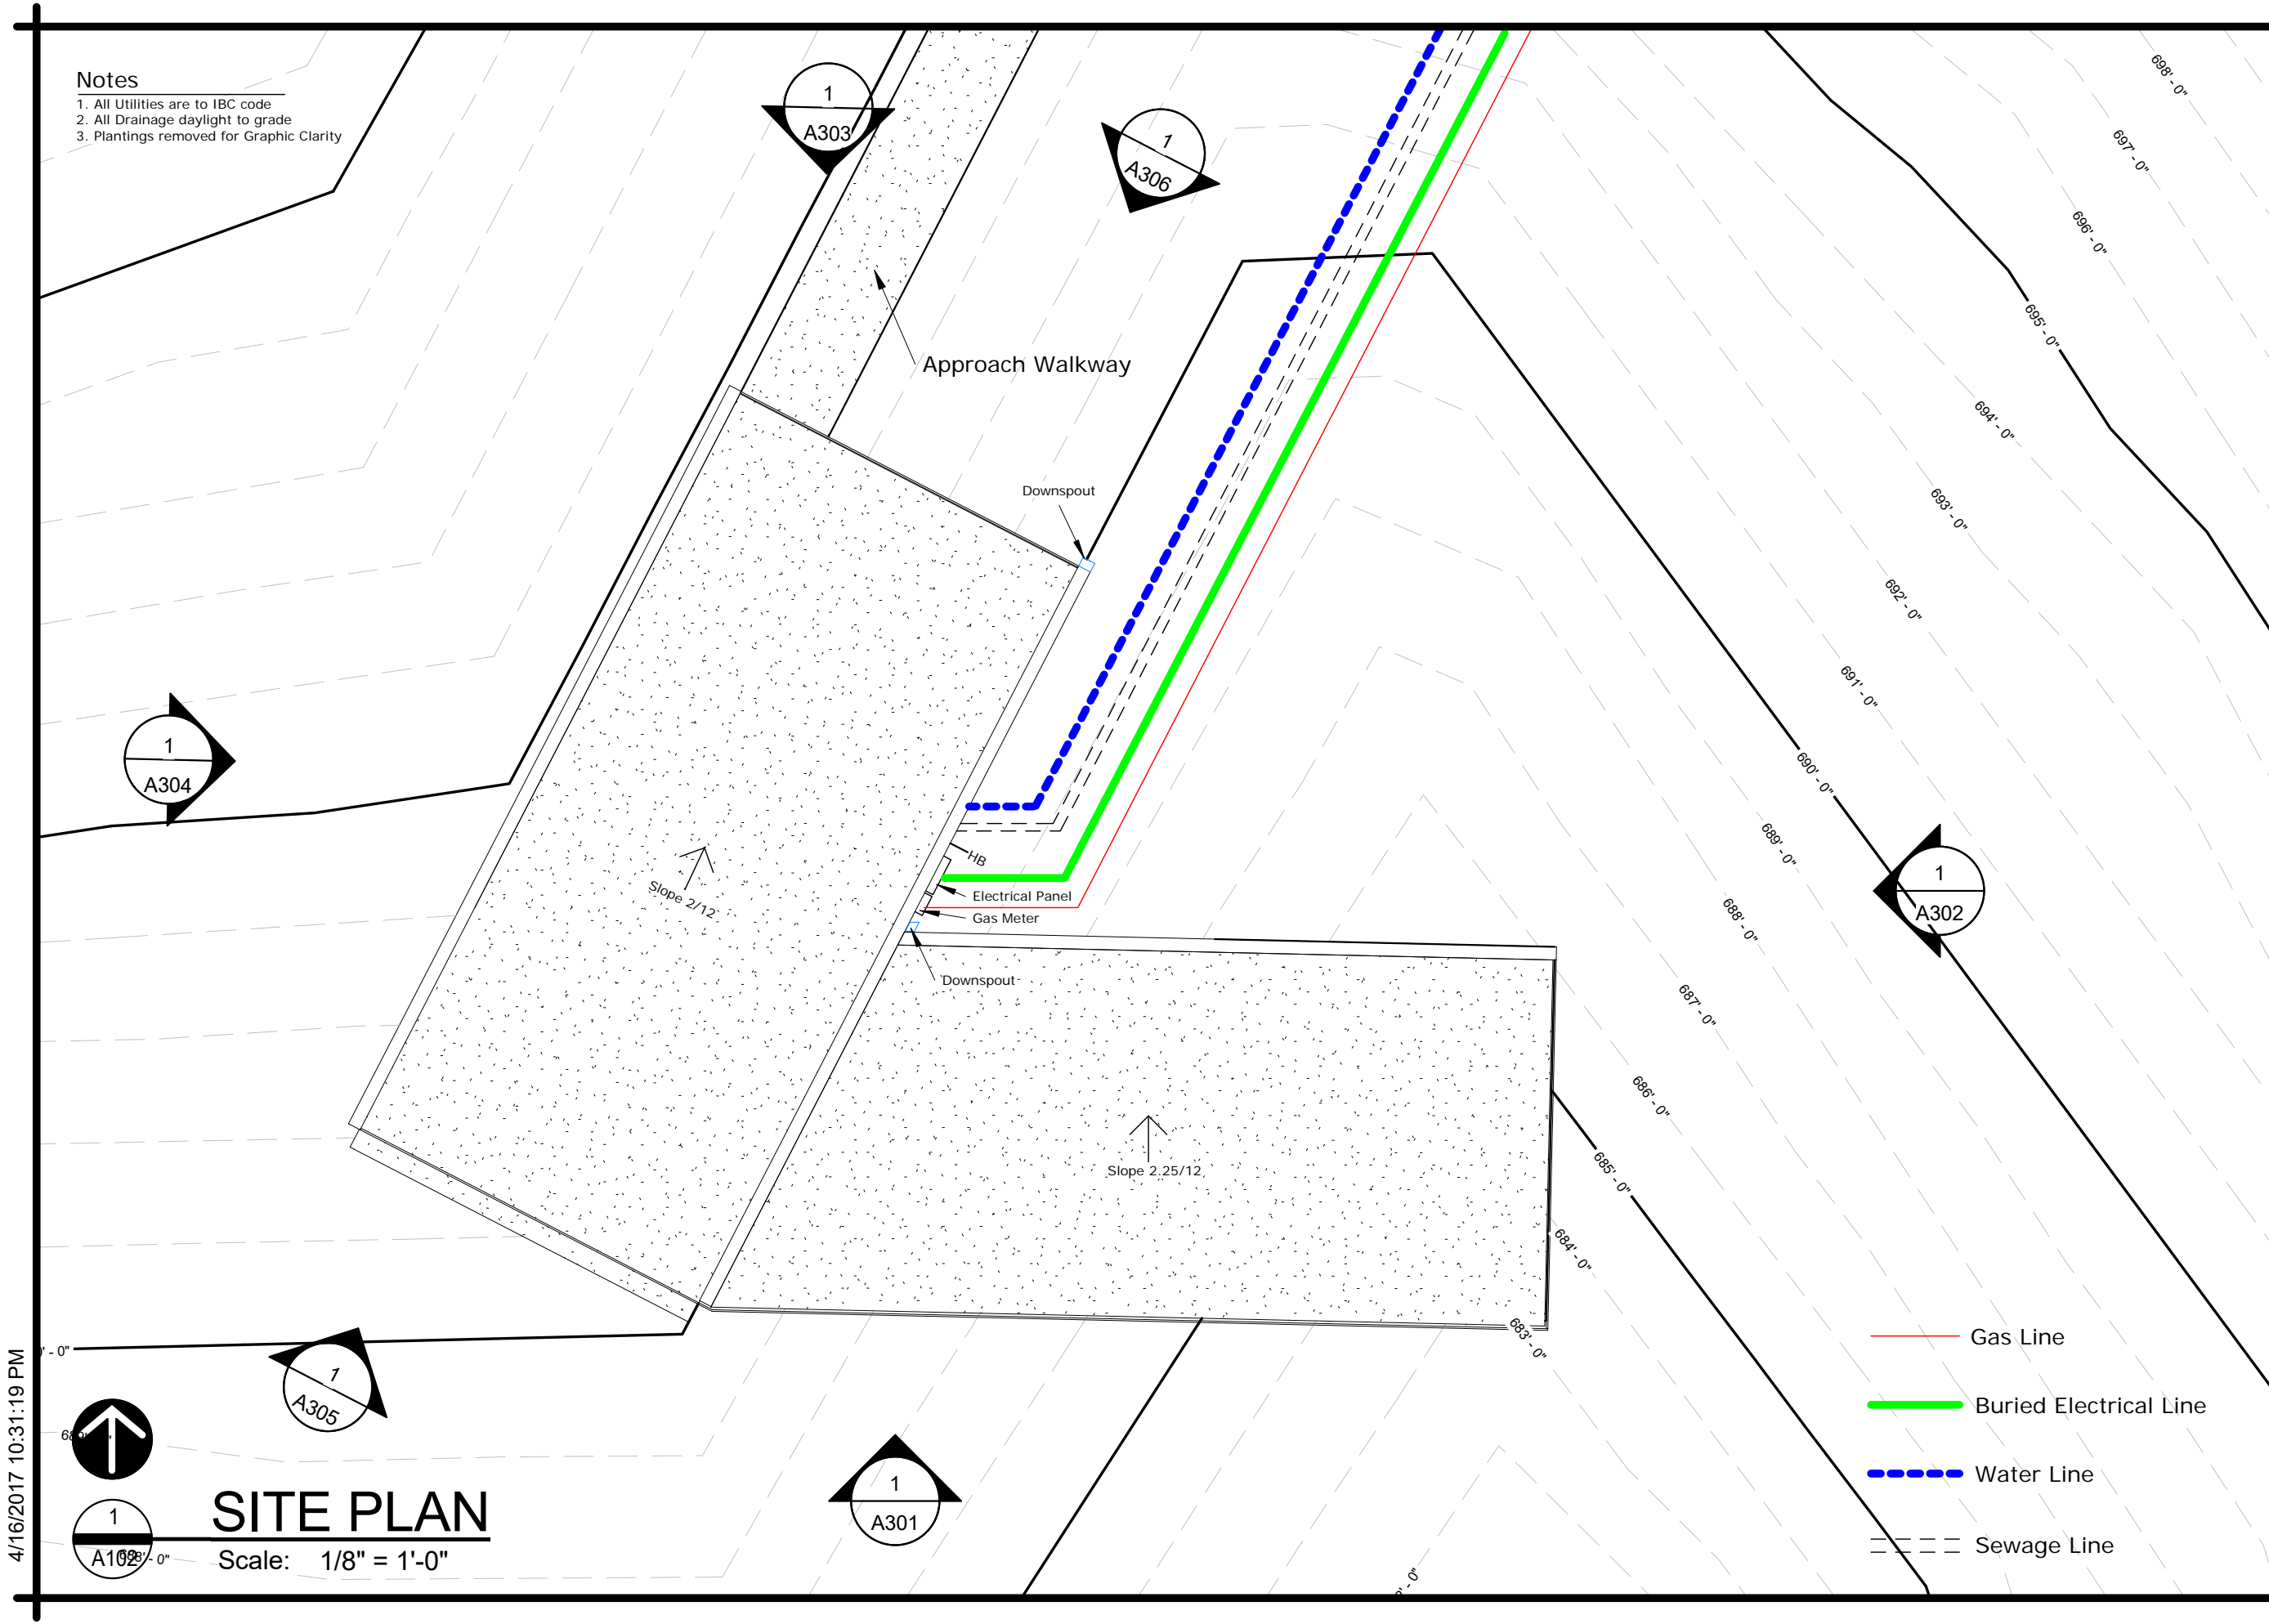 Notes
1. All Utilities are to IBC code
2. All Drainage daylight to grade
3. Plantings removed for Graphic Clarity
1
A303
1
A306
698' - 0"
697' - 0"
696' - 0"
695' - 0"
694' - 0"
693' - 0"
692' - 0"
691' - 0"
690' - 0"
689' - 0"
688' - 0"
687' - 0"
686' - 0"
685' - 0"
684' - 0"
683' - 0"
Approach Walkway
Downspout
1
A304
HB
Electrical Panel
Gas Meter
Downspout
Slope 2/12
Slope 2.25/12
1
A302
' - 0"
1
A305
1
A301
Gas Line
Buried Electrical Line
Water Line
Sewage Line
SITE PLAN
Scale: 1/8" = 1'-0"
1
A102
' - 0"
' - 0"
4/16/2017 10:31:19 PM